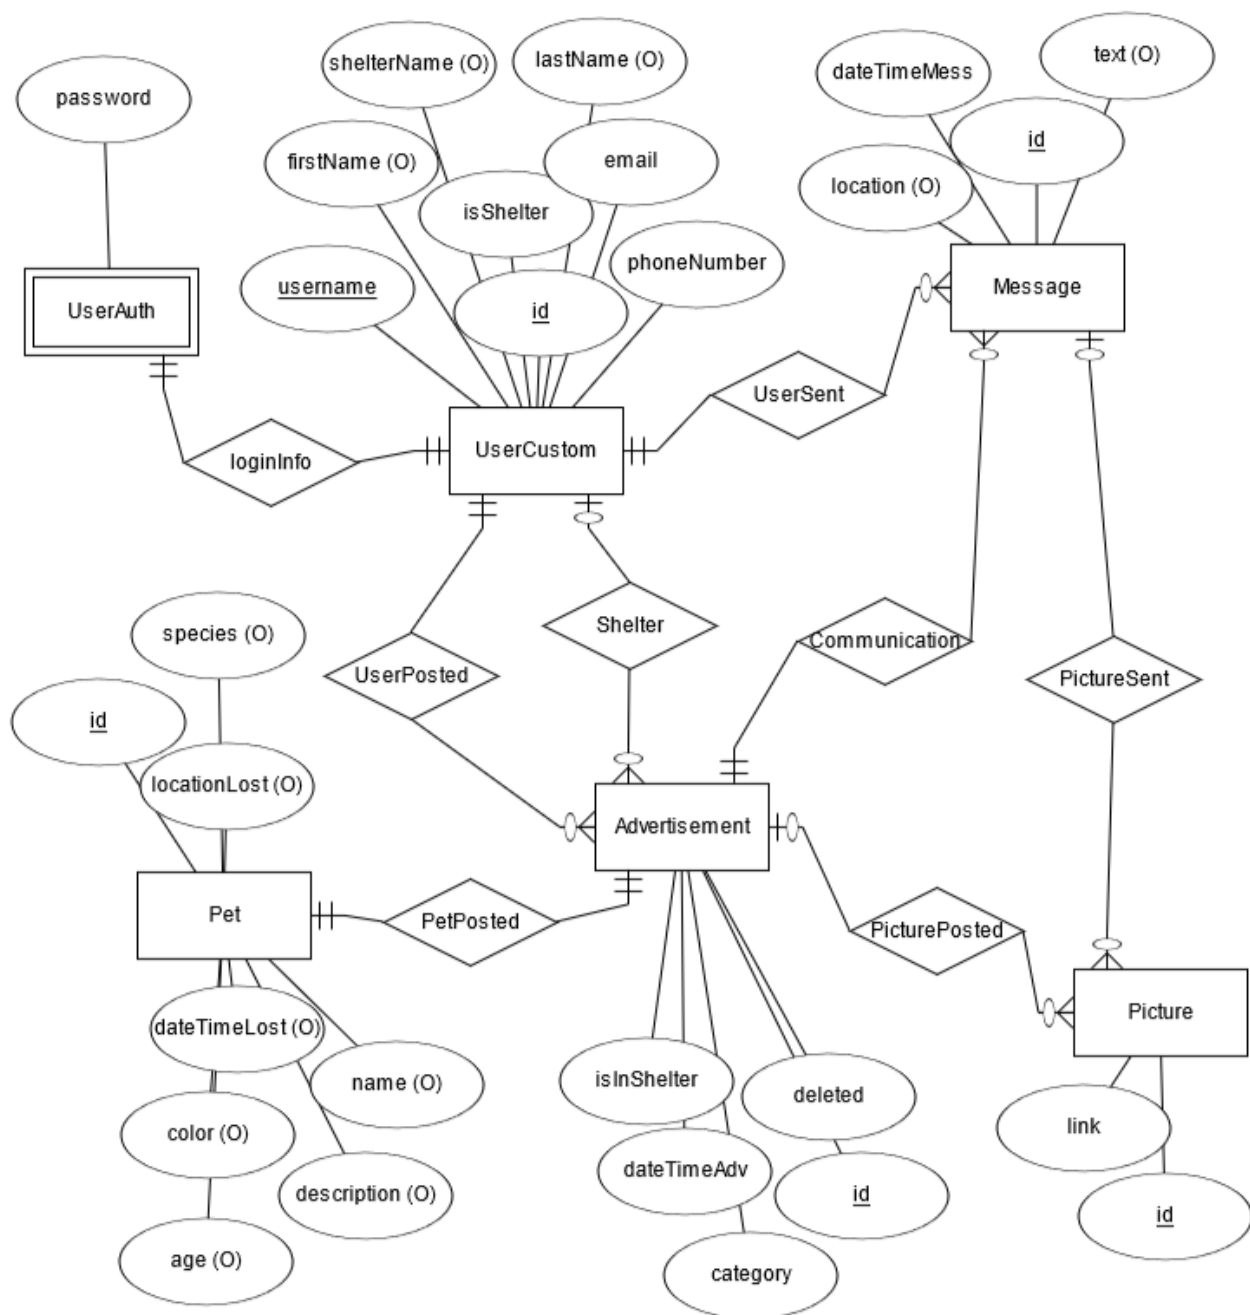 shelterName (O)
lastName (O)
text (O)
dateTimeMess
password
id
firstName (O)
email
location (O)
isShelter
phoneNumber
username
id
Message
UserAuth
UserSent
UserCustom
loginInfo
Shelter
Communication
species (O)
UserPosted
PictureSent
id
locationLost (O)
Advertisement
Pet
PetPosted
PicturePosted
Picture
dateTimeLost (O)
name (O)
isInShelter
deleted
link
color (O)
dateTimeAdv
description (O)
id
id
age (O)
category